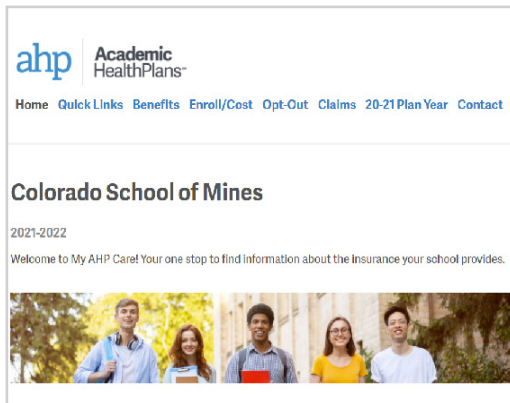 ahp
Academic
HealthPlans
Home Quick Links Benefits Enroll/Cost Opt-Out Claims 20-21 Plan Year Contact
Colorado School of Mines
2021-2022
Welcome to My AHP Care! Your one stop to find information about the insurance your school provides.